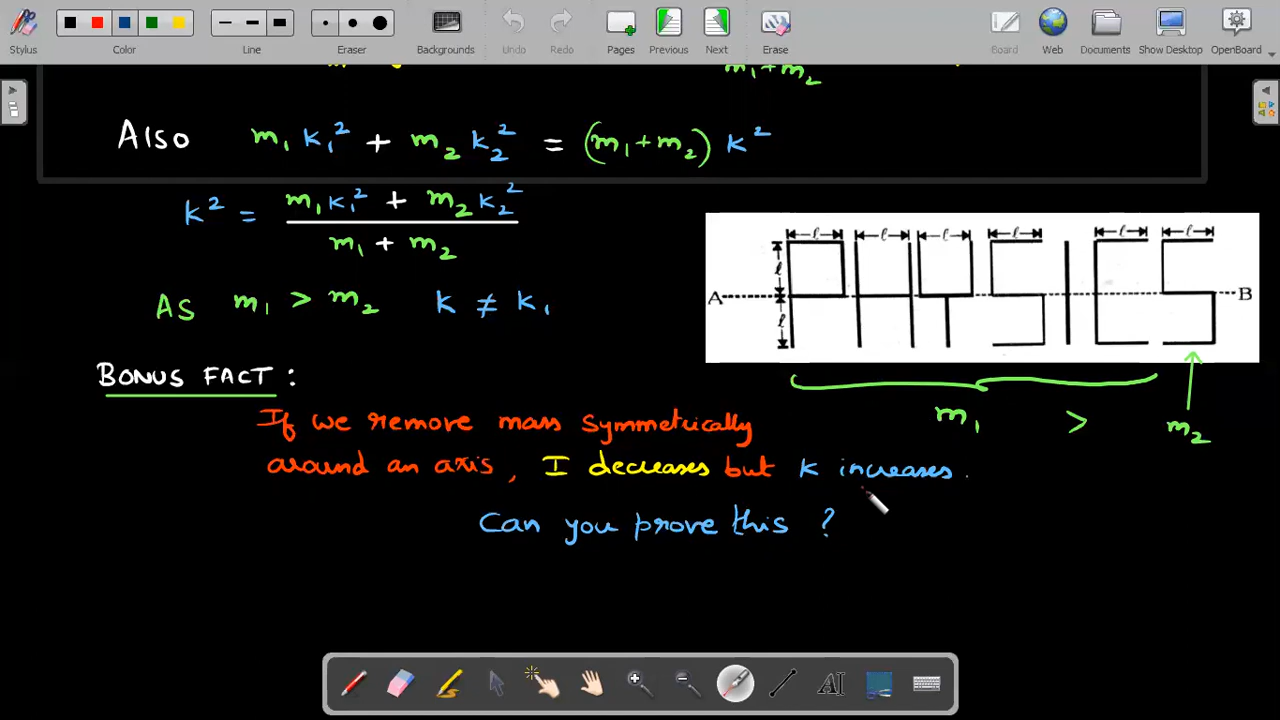 Stylus Color Line Eraser Backgrounds Undo Redo Pages Previous Next Erase Board Web Documents Show Desktop OpenBoard
m₁+m₂
Also m₁k₁² + m₂k₂² = (m₁+m₂) k²
k² = m₁k₁² + m₂k₂²
m₁ + m₂
As m₁ > m₂ k ≠ k₁
ℓ ℓ ℓ ℓ ℓ ℓ
ℓ
A B
ℓ
m₁ > m₂
BONUS FACT :
If we remove mass symmetrically
around an axis, I decreases but k increases.
Can you prove this ?